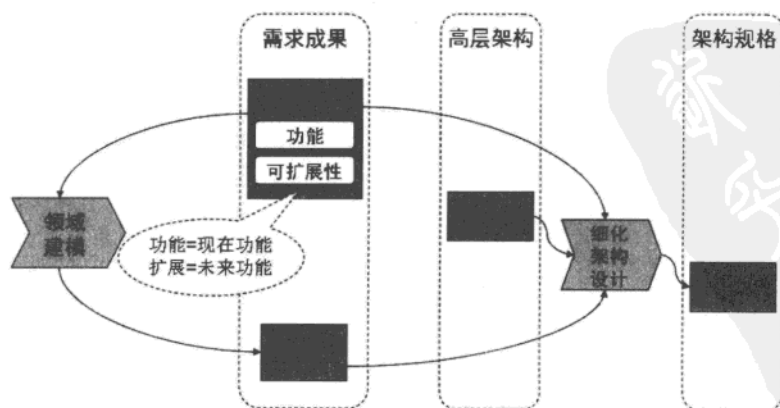 需求成果
高层架构
架构规格
功能
可扩展性
领域
建模
功能=现在功能
扩展=未来功能
细化
架构
设计